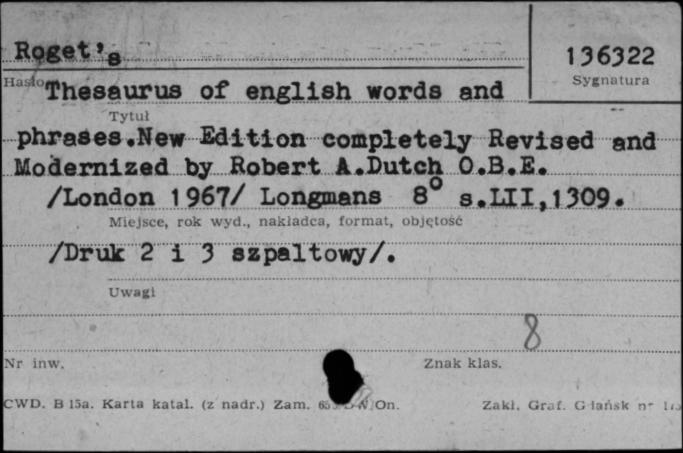 Roget's
136322
Hasło
Sygnatura
Thesaurus of english words and
Tytuł
phrases.New Edition completely Revised and
Modernized by Robert A.Dutch O.B.E.
/London 1967/ Longmans 8° s.LII,1309.
Miejsce, rok wyd., nakładca, format, objętość
/Druk 2 i 3 szpaltowy/.
Uwagi
8
Nr inw.
Znak klas.
CWD. B 15a. Karta katal. (z nadr.) Zam.
Zakł. Graf. Gdańsk n-